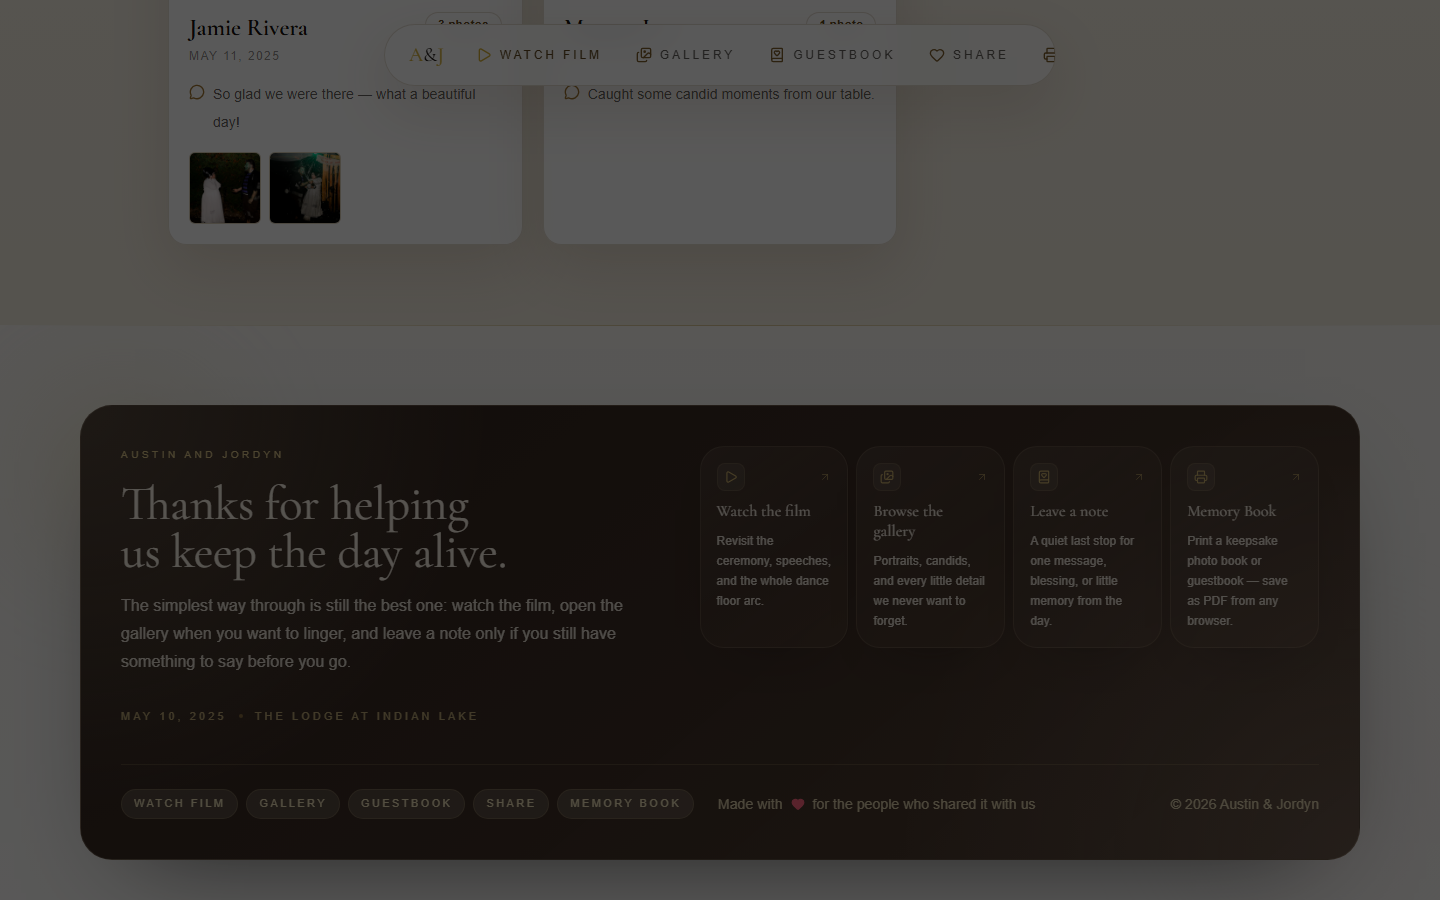 Jamie Rivera
MAY 11, 2025
So glad we were there — what a beautiful
day!
Caught some candid moments from our table.
A&J
WATCH FILM
GALLERY
GUESTBOOK
SHARE
AUSTIN AND JORDYN
Thanks for helping
us keep the day alive.
The simplest way through is still the best one: watch the film, open the
gallery when you want to linger, and leave a note only if you still have
something to say before you go.
MAY 10, 2025 • THE LODGE AT INDIAN LAKE
Watch the film
Revisit the
ceremony, speeches,
and the whole dance
floor arc.
Browse the
gallery
Portraits, candids,
and every little detail
we never want to
forget.
Leave a note
A quiet last stop for
one message,
blessing, or little
memory from the
day.
Memory Book
Print a keepsake
photo book or
guestbook — save
as PDF from any
browser.
WATCH FILM
GALLERY
GUESTBOOK
SHARE
MEMORY BOOK
Made with ♥ for the people who shared it with us
© 2026 Austin & Jordyn